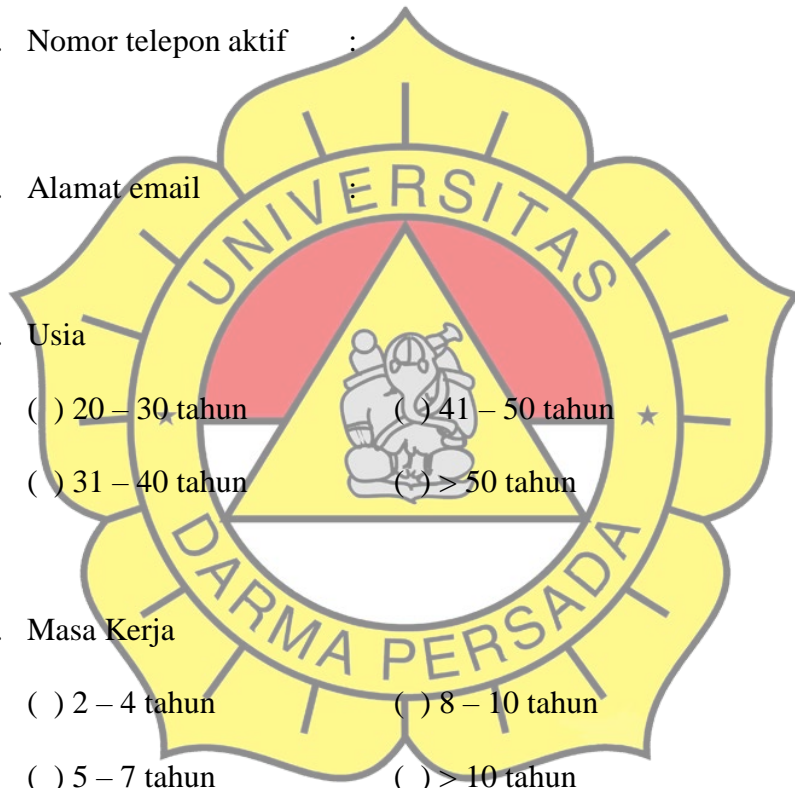 . Nomor telepon aktif :
. Alamat email :
. Usia
( ) 20 – 30 tahun ( ) 41 – 50 tahun
( ) 31 – 40 tahun ( ) > 50 tahun
. Masa Kerja
( ) 2 – 4 tahun ( ) 8 – 10 tahun
( ) 5 – 7 tahun ( ) > 10 tahun
UNIVERSITAS
DARMA PERSADA